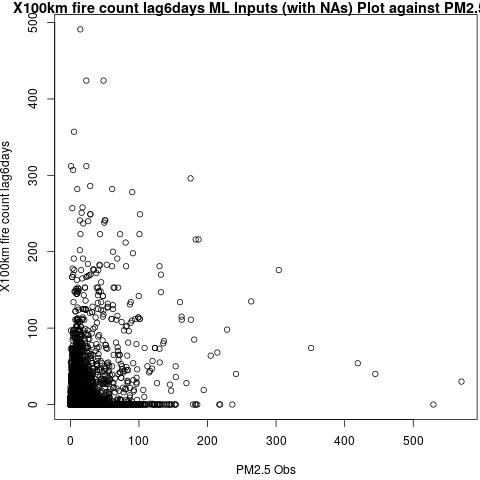 X100km fire count lag6days ML Inputs (with NAs) Plot against PM2.5
500
400
300
200
100
0
X100km fire count lag6days
0 100 200 300 400 500
PM2.5 Obs